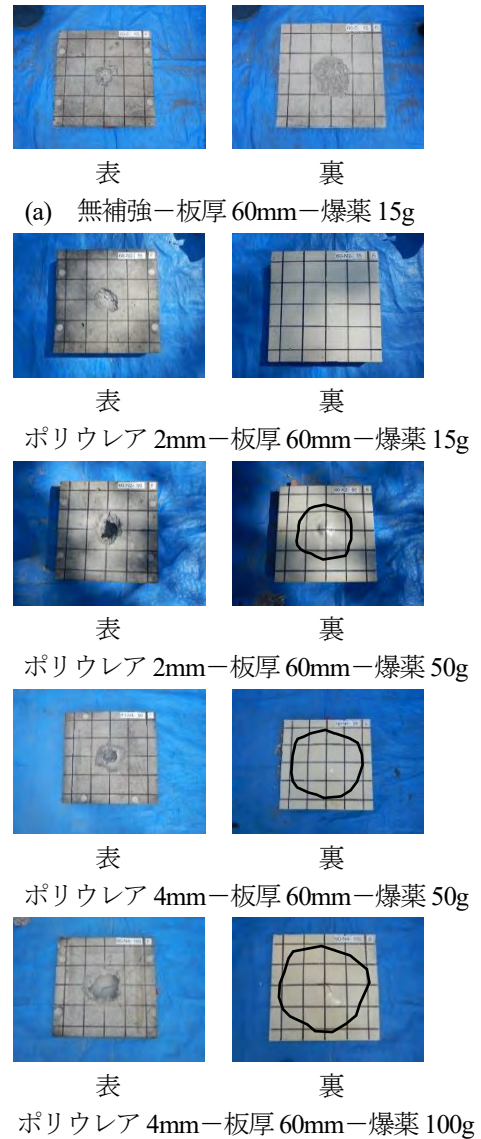 表 裏
(a) 無補強－板厚 60mm－爆薬 15g
表 裏
ポリウレア 2mm－板厚 60mm－爆薬 15g
表 裏
ポリウレア 2mm－板厚 60mm－爆薬 50g
表 裏
ポリウレア 4mm－板厚 60mm－爆薬 50g
表 裏
ポリウレア 4mm－板厚 60mm－爆薬 100g